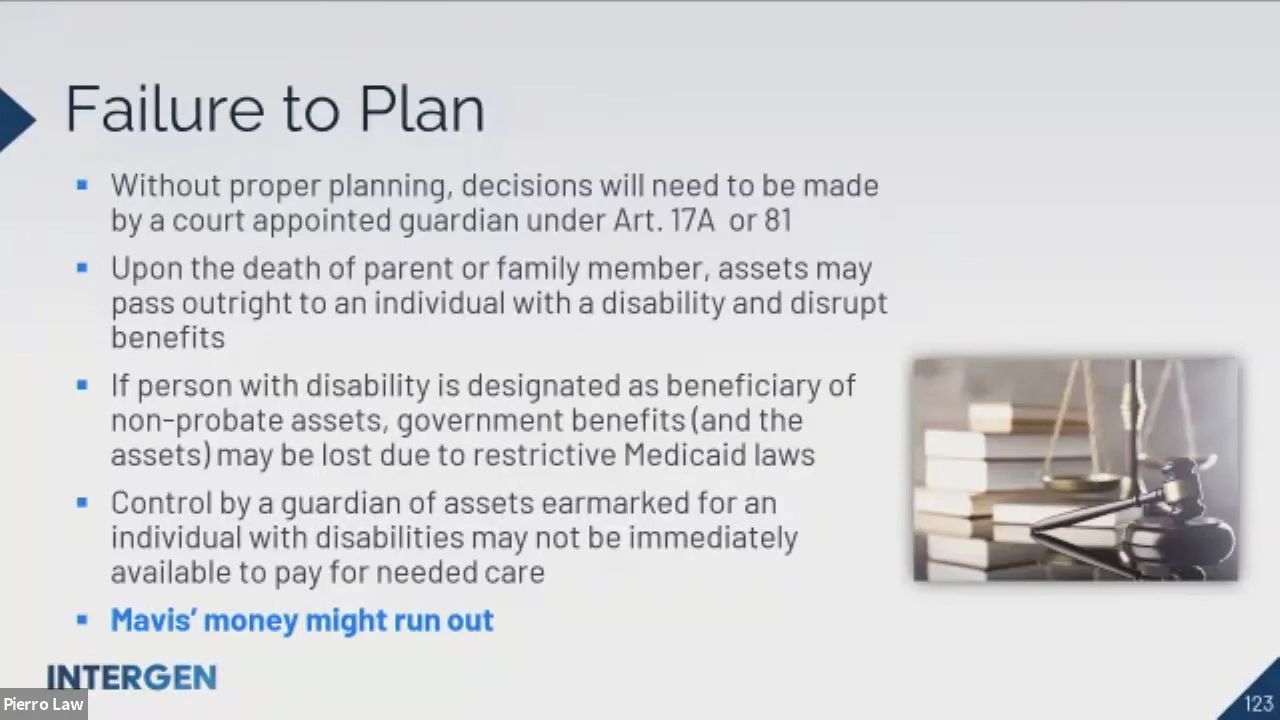 Failure to Plan
Without proper planning, decisions will need to be made
by a court appointed guardian under Art. 17A or 81
Upon the death of parent or family member, assets may
pass outright to an individual with a disability and disrupt
benefits
If person with disability is designated as beneficiary of
non-probate assets, government benefits (and the
assets) may be lost due to restrictive Medicaid laws
Control by a guardian of assets earmarked for an
individual with disabilities may not be immediately
available to pay for needed care
Mavis’ money might run out
INTERGEN
Pierro Law
123